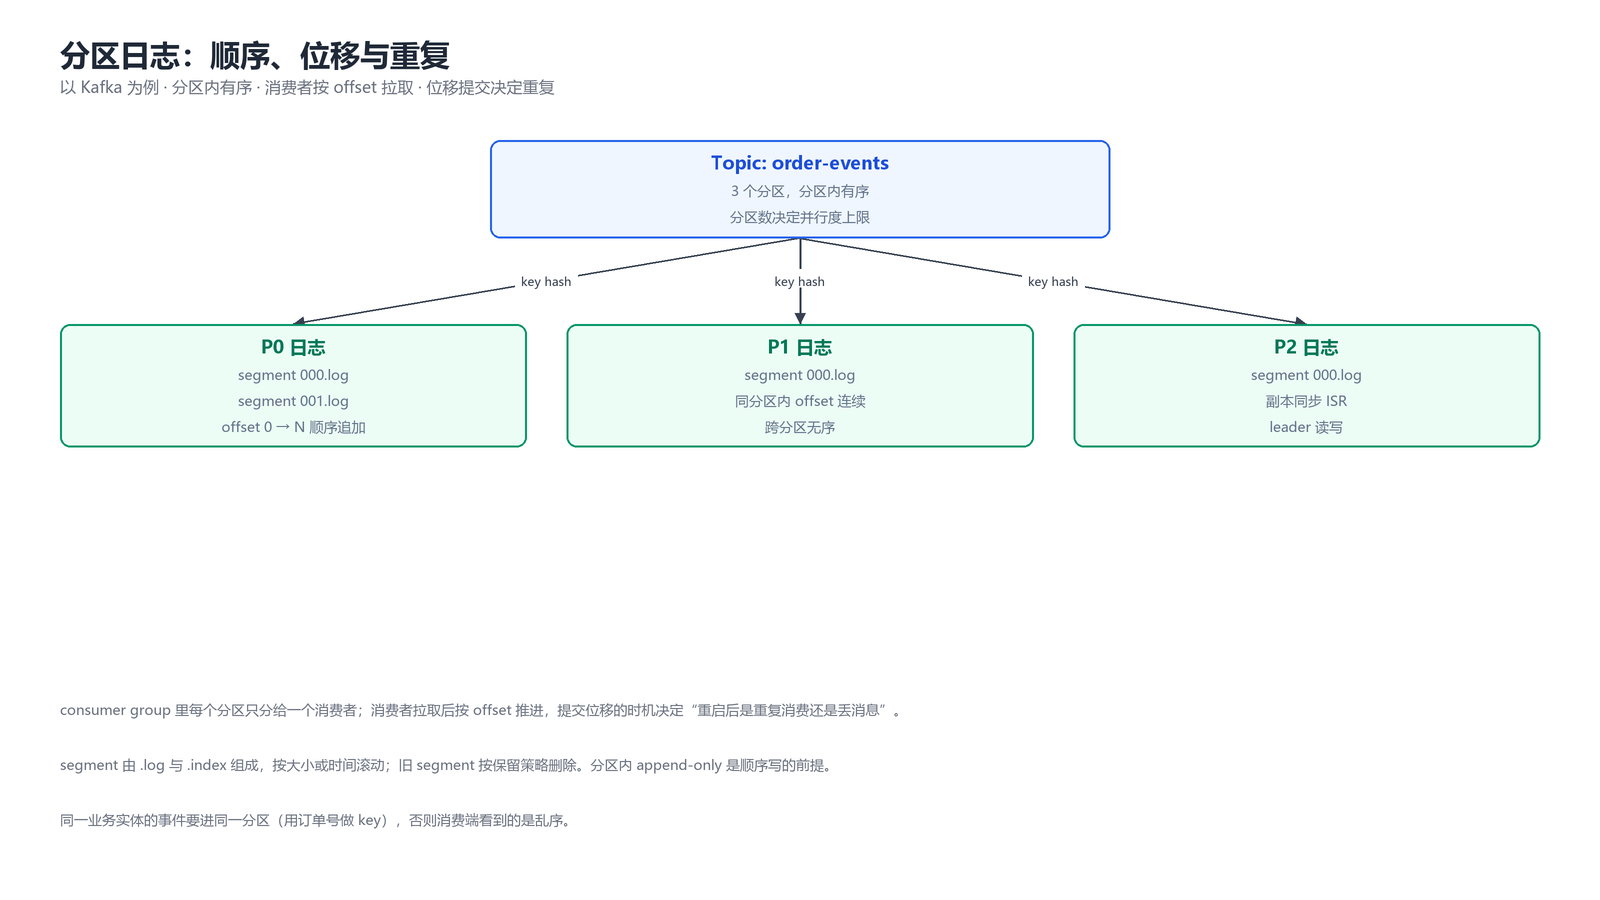 分区日志：顺序、位移与重复
以 Kafka 为例 · 分区内有序 · 消费者按 offset 拉取 · 位移提交决定重复
Topic: order-events
3 个分区，分区内有序
分区数决定并行度上限
key hash
key hash
key hash
P0 日志
segment 000.log
segment 001.log
offset 0 → N 顺序追加
P1 日志
segment 000.log
同分区内 offset 连续
跨分区无序
P2 日志
segment 000.log
副本同步 ISR
leader 读写
consumer group 里每个分区只分给一个消费者；消费者拉取后按 offset 推进，提交位移的时机决定“重启后是重复消费还是丢消息”。
segment 由 .log 与 .index 组成，按大小或时间滚动；旧 segment 按保留策略删除。分区内 append-only 是顺序写的前提。
同一业务实体的事件要进同一分区（用订单号做 key），否则消费端看到的是乱序。